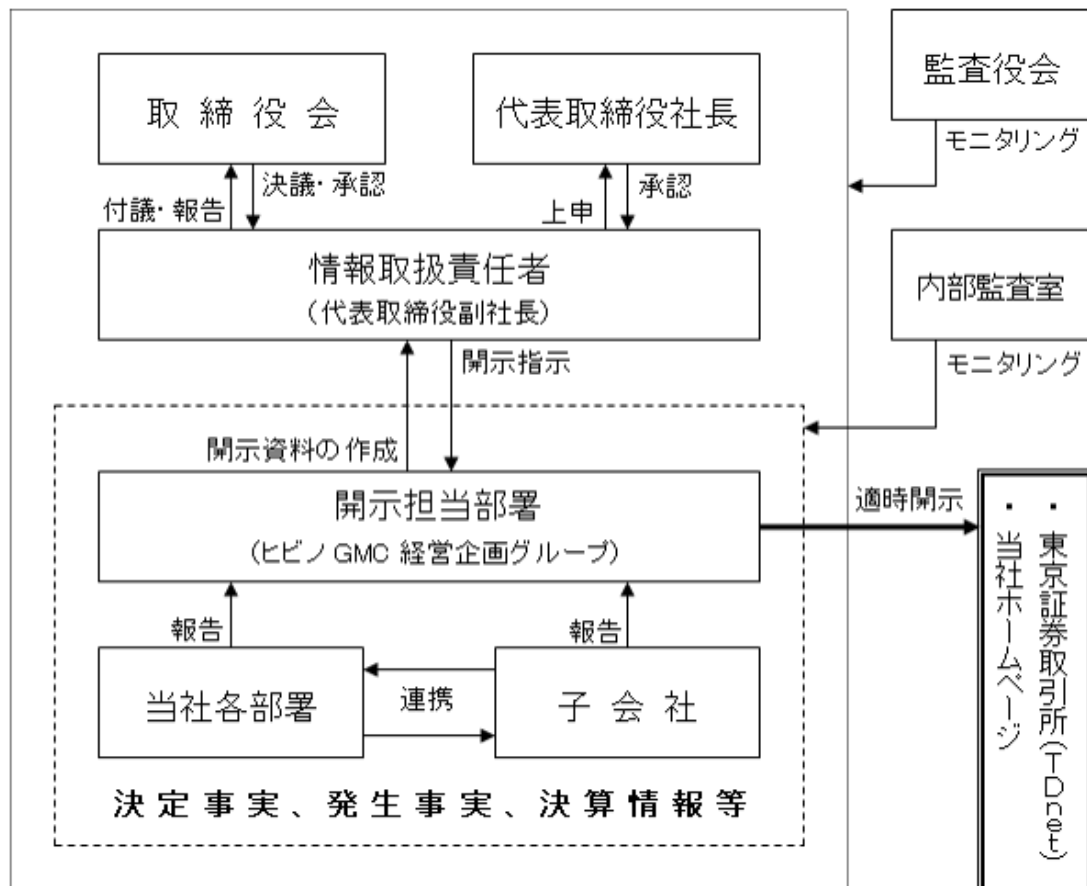 取締役会
代表取締役社長
監査役会
モニタリング
決議・承認
付議・報告
承認
上申
情報取扱責任者
(代表取締役副社長)
内部監査室
モニタリング
開示指示
開示資料の作成
開示担当部署
(ヒビノGMC 経営企画グループ)
適時開示
・東京証券取引所(TDnet)
・当社ホームページ
報告
報告
当社各部署
連携
子会社
決定事実、発生事実、決算情報等